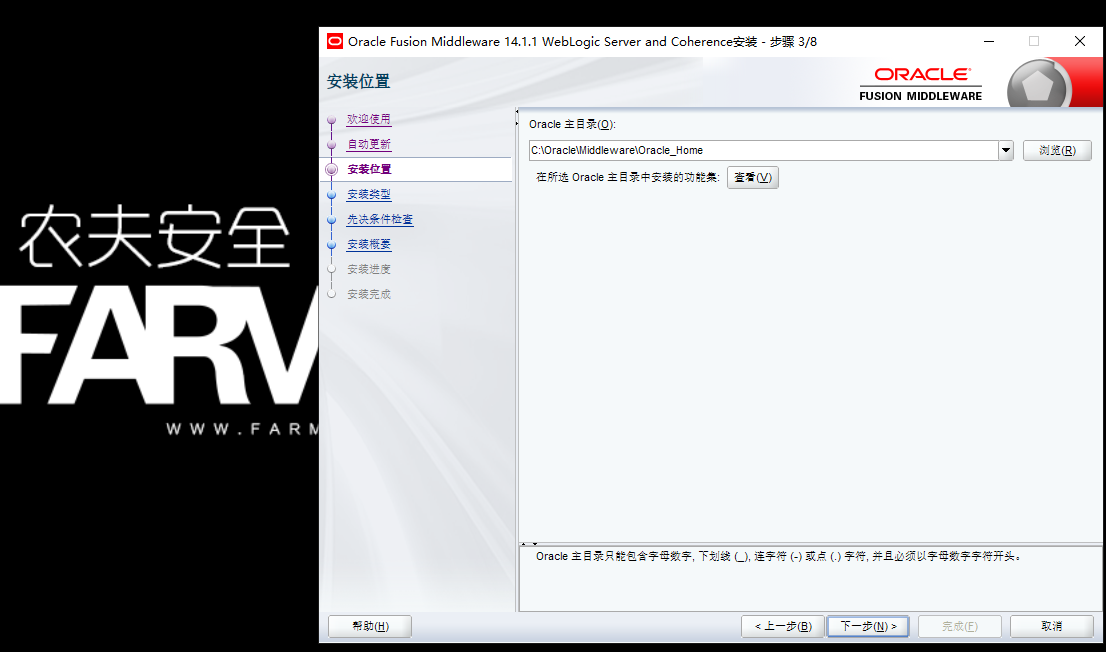 Oracle Fusion Middleware 14.1.1 WebLogic Server and Coherence安装 - 步骤 3/8
安装位置
ORACLE
FUSION MIDDLEWARE
欢迎使用
自动更新
安装位置
安装类型
先决条件检查
安装概要
安装进度
安装完成
Oracle 主目录(O):
C:\Oracle\Middleware\Oracle_Home
浏览(R)
在所选 Oracle 主目录中安装的功能集: 查看(V)
农夫安全
FARM
WWW.FARM
Oracle 主目录只能包含字母数字, 下划线 (_), 连字符 (-) 或点 (.) 字符, 并且必须以字母数字字符开头。
帮助(H)
< 上一步(B)
下一步(N) >
完成(F)
取消